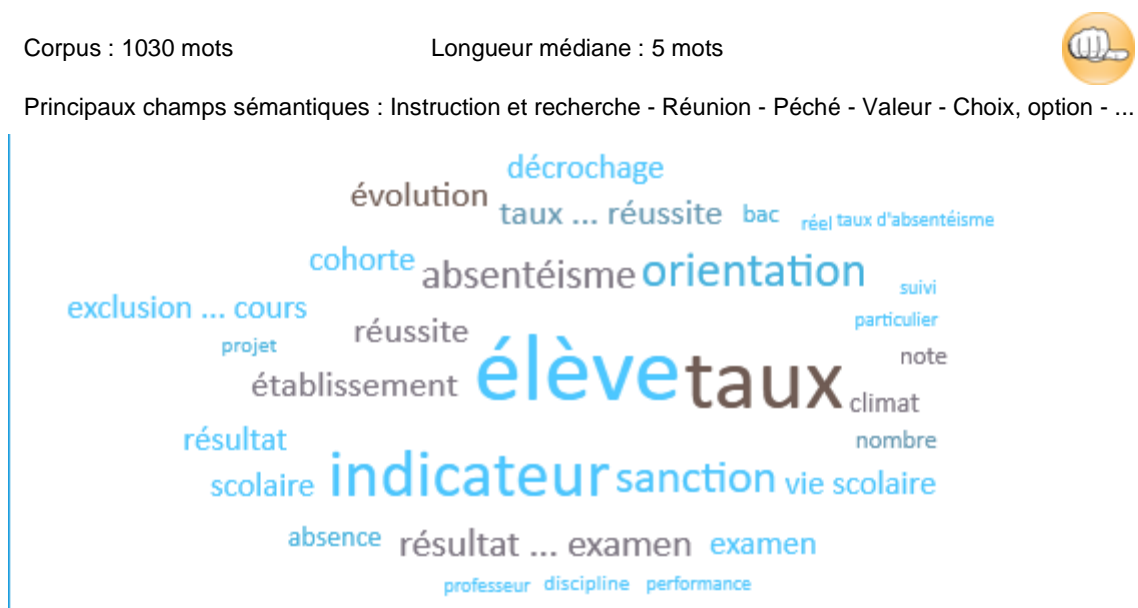 Corpus : 1030 mots Longueur médiane : 5 mots
Principaux champs sémantiques : Instruction et recherche - Réunion - Péché - Valeur - Choix, option - ...
décrochage
évolution taux ... réussite bac réel taux d'absentéisme
cohorte absentéisme orientation suivi
exclusion ... cours particulier
projet réussite note
établissement élève taux climat
résultat nombre
scolaire indicateur sanction vie scolaire
absence résultat ... examen examen
professeur discipline performance